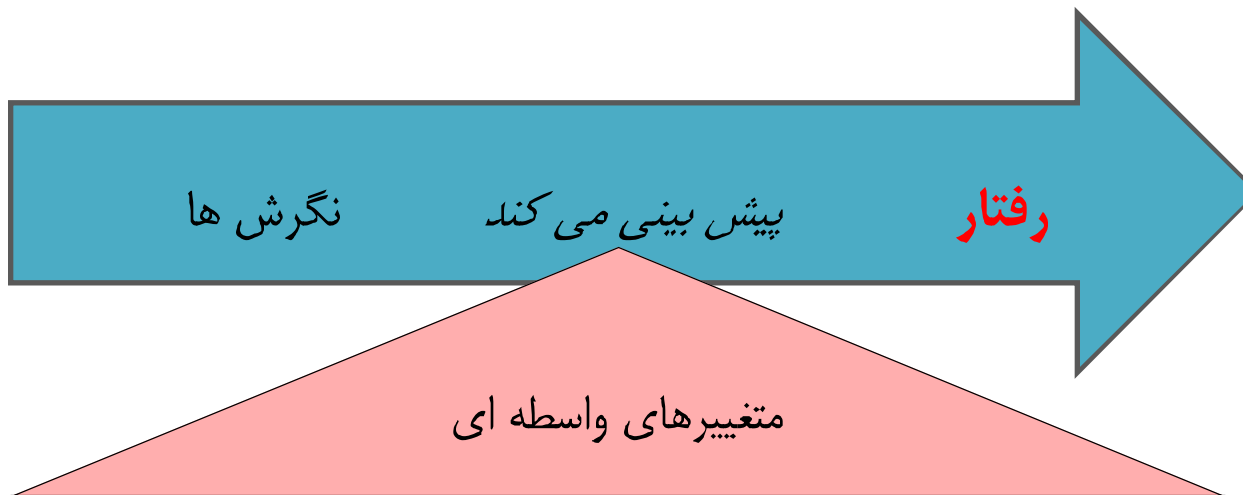 نگرش ها
پیش بینی می کند
رفتار
متغییرهای واسطه ای